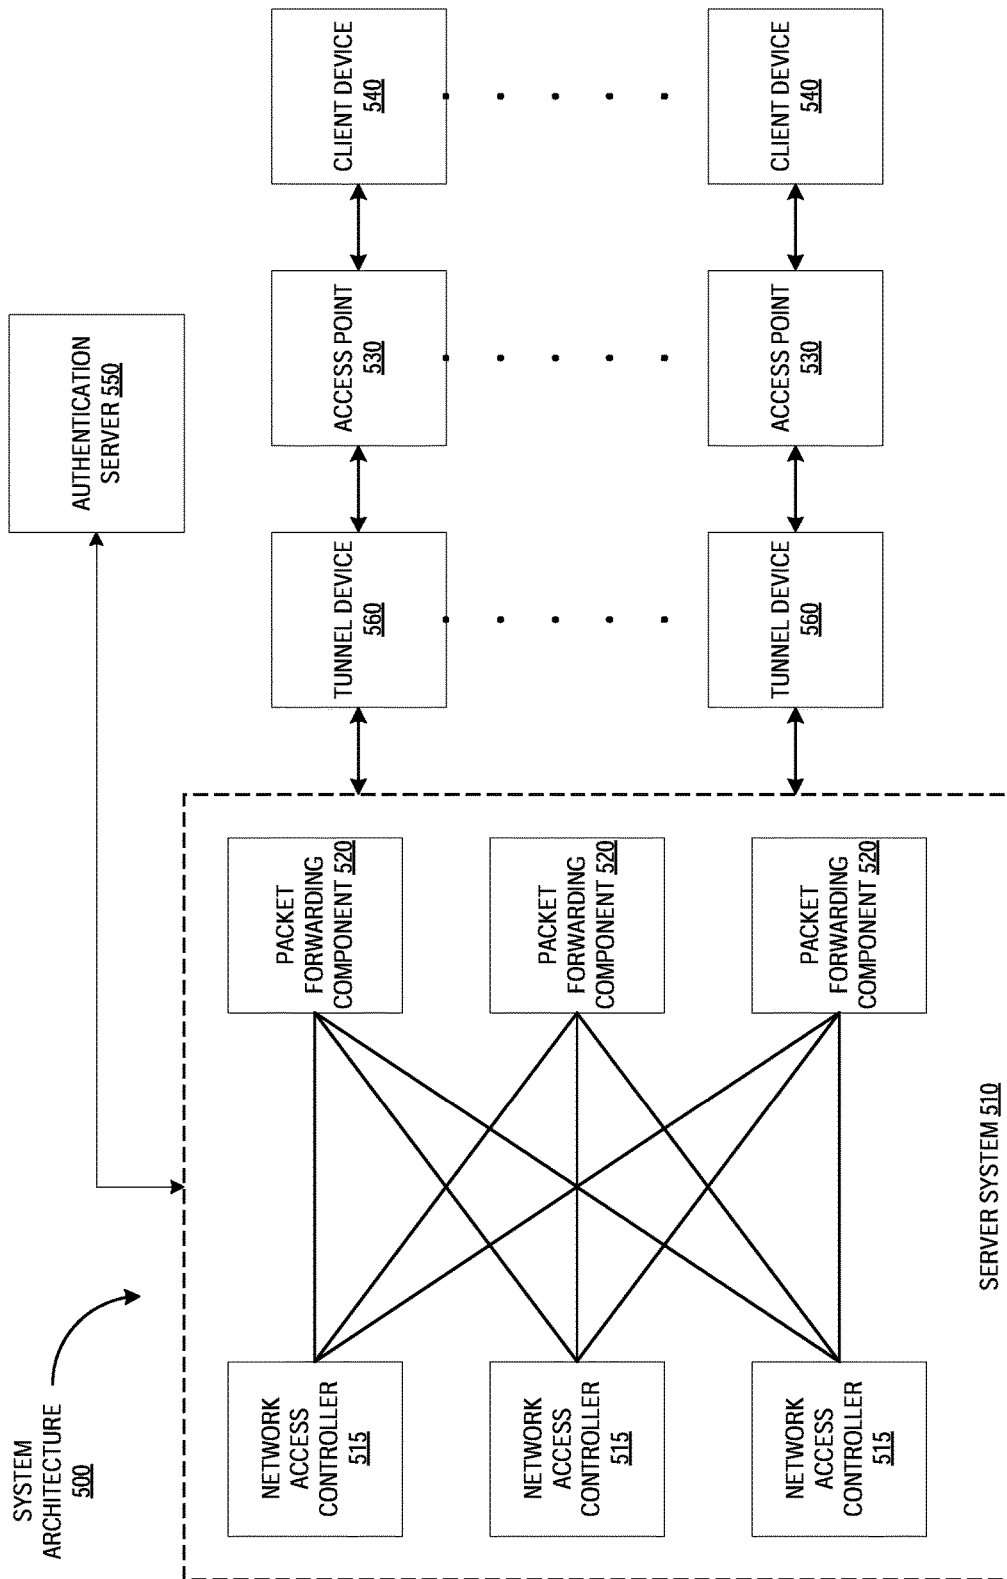 SYSTEM
ARCHITECTURE
500
AUTHENTICATION
SERVER 550
NETWORK
ACCESS
CONTROLLER
515
NETWORK
ACCESS
CONTROLLER
515
NETWORK
ACCESS
CONTROLLER
515
PACKET
FORWARDING
COMPONENT 520
PACKET
FORWARDING
COMPONENT 520
PACKET
FORWARDING
COMPONENT 520
SERVER SYSTEM 510
TUNNEL DEVICE
560
TUNNEL DEVICE
560
ACCESS POINT
530
ACCESS POINT
530
CLIENT DEVICE
540
CLIENT DEVICE
540